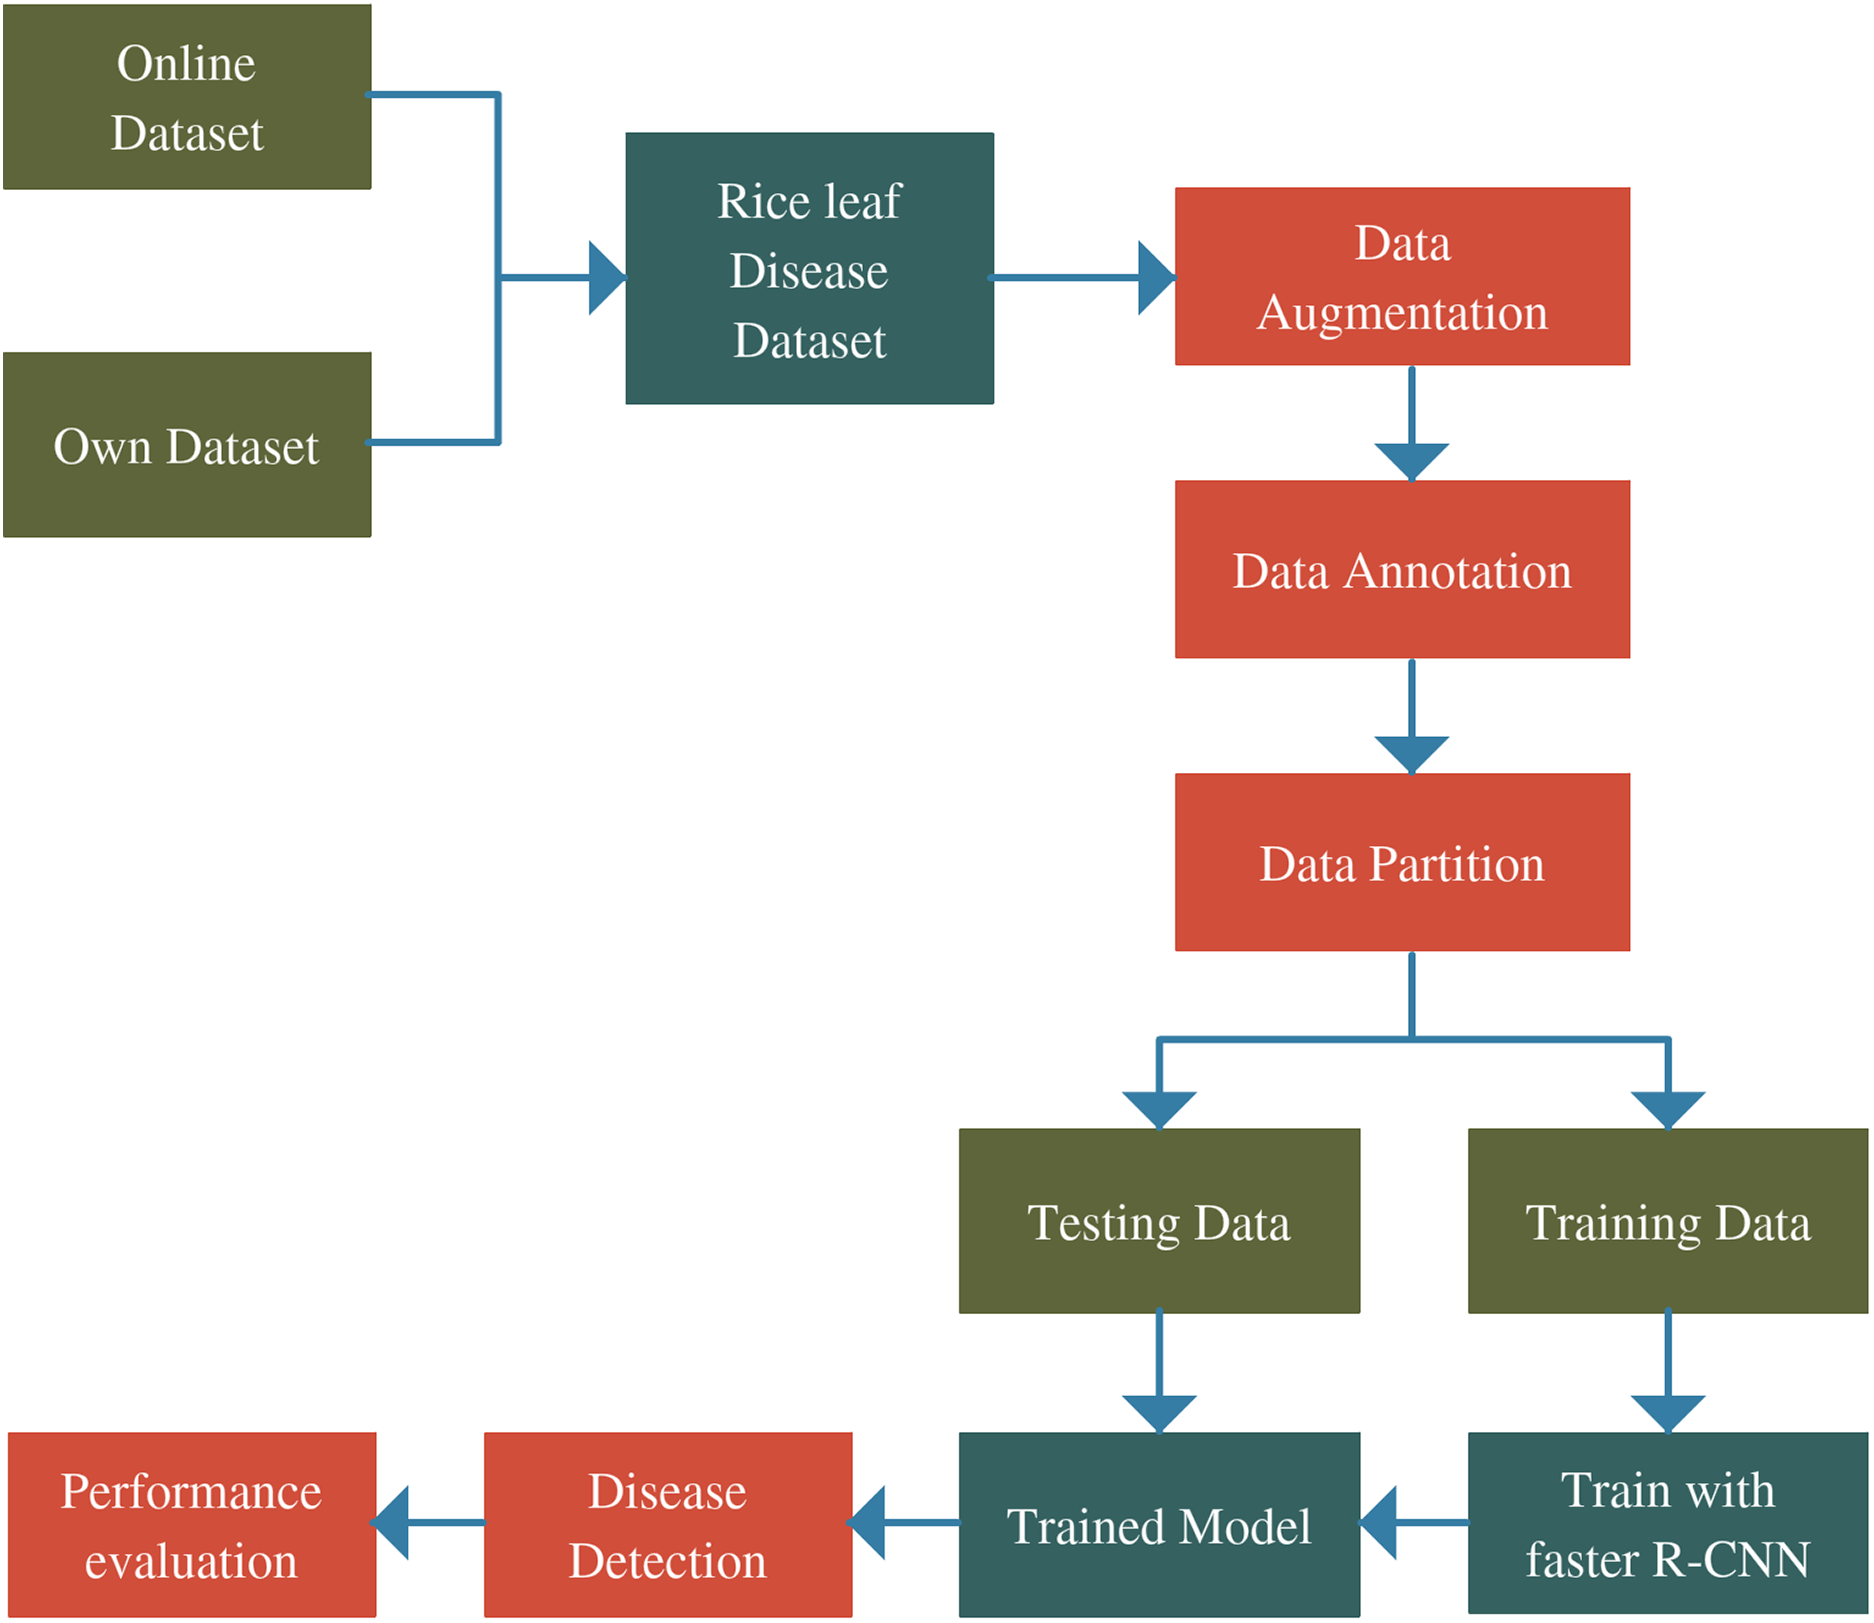 Online
Dataset
Own Dataset
Rice leaf
Disease
Dataset
Data
Augmentation
Data Annotation
Data Partition
Testing Data
Training Data
Train with
faster R-CNN
Trained Model
Disease
Detection
Performance
evaluation